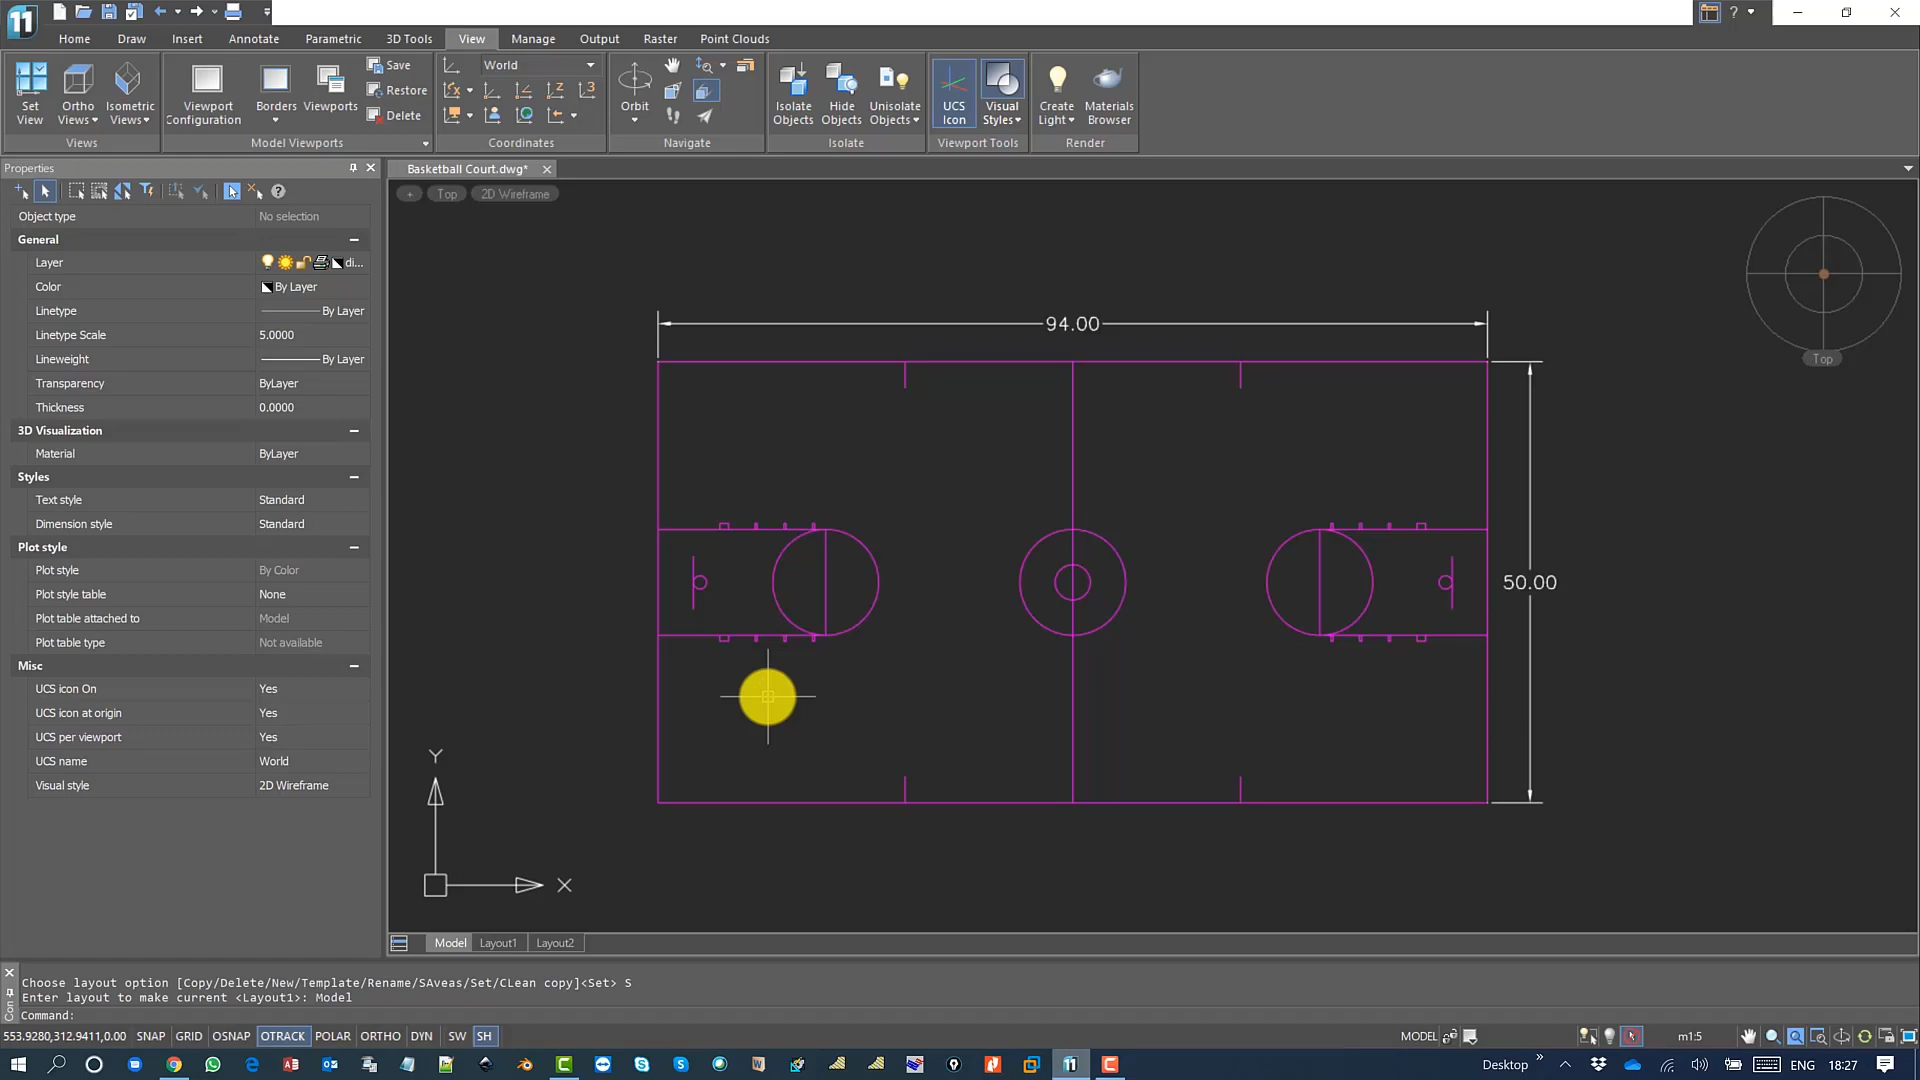 11
?
Home Draw Insert Annotate Parametric 3D Tools View Manage Output Raster Point Clouds
Set View
Ortho Views
Isometric Views
Views
Viewport Configuration
Borders
Viewports
Save
Restore
Delete
Model Viewports
World
Coordinates
Orbit
Navigate
Isolate Objects
Hide Objects
Unisolate Objects
Isolate
UCS Icon
Visual Styles
Viewport Tools
Create Light
Materials Browser
Render
Properties
Object type No selection
General
Layer di...
Color By Layer
Linetype By Layer
Linetype Scale 5.0000
Lineweight By Layer
Transparency ByLayer
Thickness 0.0000
3D Visualization
Material ByLayer
Styles
Text style Standard
Dimension style Standard
Plot style
Plot style By Color
Plot style table None
Plot table attached to Model
Plot table type Not available
Misc
UCS icon On Yes
UCS icon at origin Yes
UCS per viewport Yes
UCS name World
Visual style 2D Wireframe
Basketball Court.dwg*
+ Top 2D Wireframe
Top
94.00
50.00
Y
X
Model Layout1 Layout2
Choose layout option [Copy/Delete/New/Template/Rename/SAveas/Set/CLean copy]<Set> S
Enter layout to make current <Layout1>: Model
Command:
553.9280,312.9411,0.00 SNAP GRID OSNAP OTRACK POLAR ORTHO DYN SW SH MODEL m1:5
Desktop ENG 18:27